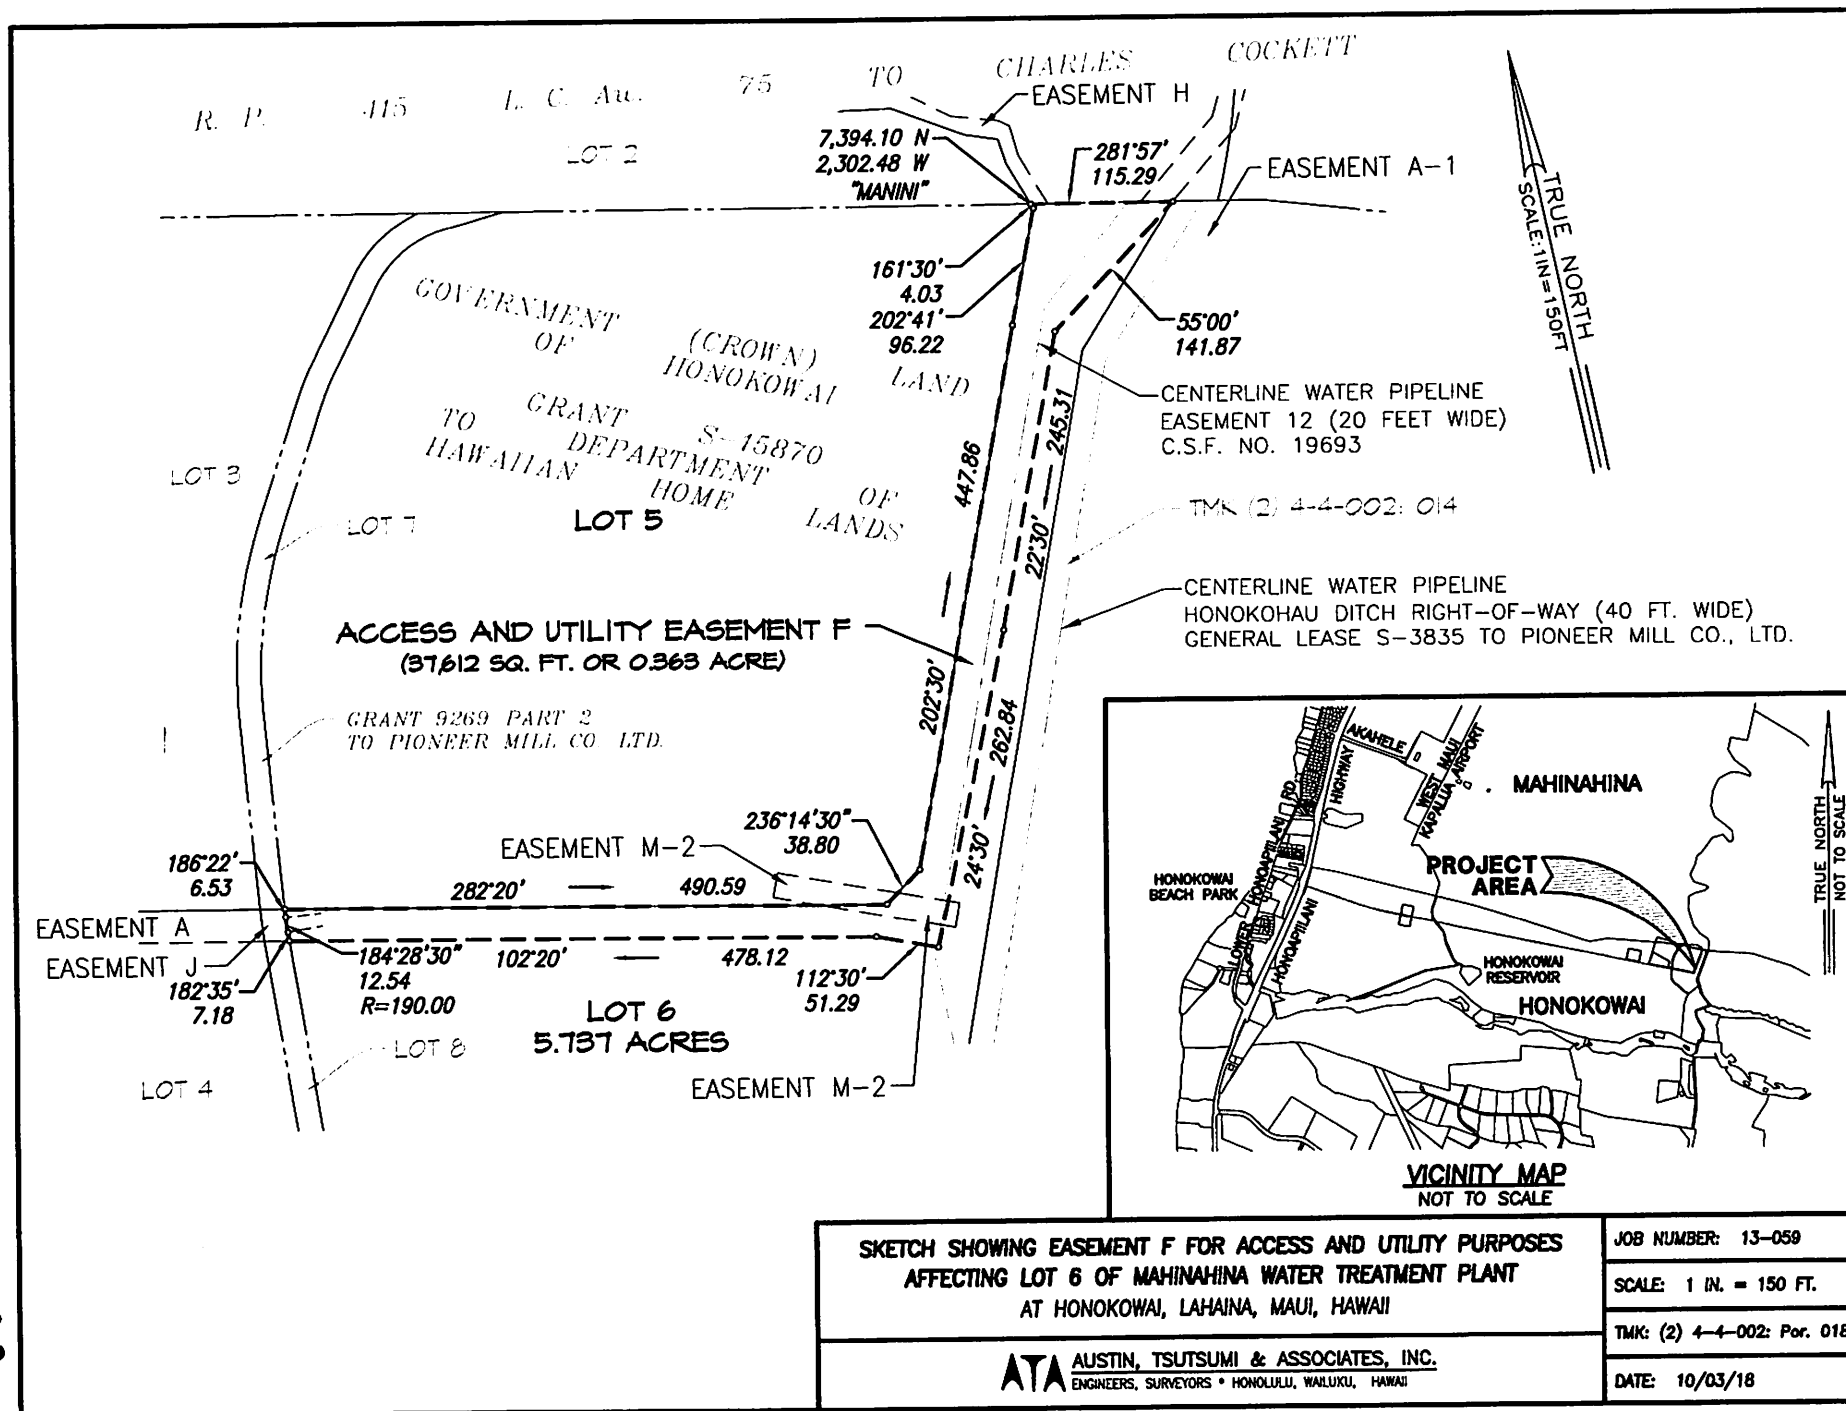 R. P. 415 L. C. Au. 75 TO CHARLES COCKETT
EASEMENT H
LOT 2
7,394.10 N
2,302.48 W
"MANINI"
281°57'
115.29
EASEMENT A-1
TRUE NORTH
SCALE: 1 IN.=150FT
161°30'
4.03
202°41'
96.22
55°00'
141.87
GOVERNMENT (CROWN) LAND
OF HONOKOWAI
GRANT S-15870
TO DEPARTMENT OF
HAWAIIAN HOME LANDS
CENTERLINE WATER PIPELINE
EASEMENT 12 (20 FEET WIDE)
C.S.F. NO. 19693
LOT 3
LOT 7
LOT 5
447.86
245.31
22°30'
TMK (2) 4-4-002: 014
CENTERLINE WATER PIPELINE
HONOKOHAU DITCH RIGHT-OF-WAY (40 FT. WIDE)
GENERAL LEASE S-3835 TO PIONEER MILL CO., LTD.
ACCESS AND UTILITY EASEMENT F
(37,612 SQ. FT. OR 0.363 ACRE)
202°30'
262.84
24°30'
GRANT 9269 PART 2
TO PIONEER MILL CO LTD.
236°14'30"
38.80
EASEMENT M-2
186°22'
6.53
282°20'
490.59
EASEMENT A
EASEMENT J
182°35'
7.18
184°28'30"
12.54
R=190.00
102°20'
478.12
112°30'
51.29
LOT 6
5.737 ACRES
LOT 8
LOT 4
EASEMENT M-2
AKAHELE
WEST MAUI
KAPALUA AIRPORT
MAHINAHINA
HIGHWAY
LOWER HONOAPIILANI RD.
HONOAPIILANI
HONOKOWAI
BEACH PARK
PROJECT
AREA
HONOKOWAI
RESERVOIR
HONOKOWAI
TRUE NORTH
NOT TO SCALE
VICINITY MAP
NOT TO SCALE
SKETCH SHOWING EASEMENT F FOR ACCESS AND UTILITY PURPOSES
AFFECTING LOT 6 OF MAHINAHINA WATER TREATMENT PLANT
AT HONOKOWAI, LAHAINA, MAUI, HAWAII
ATA
AUSTIN, TSUTSUMI & ASSOCIATES, INC.
ENGINEERS, SURVEYORS • HONOLULU, WAILUKU, HAWAII
JOB NUMBER: 13-059
SCALE: 1 IN. = 150 FT.
TMK: (2) 4-4-002: Por. 018
DATE: 10/03/18